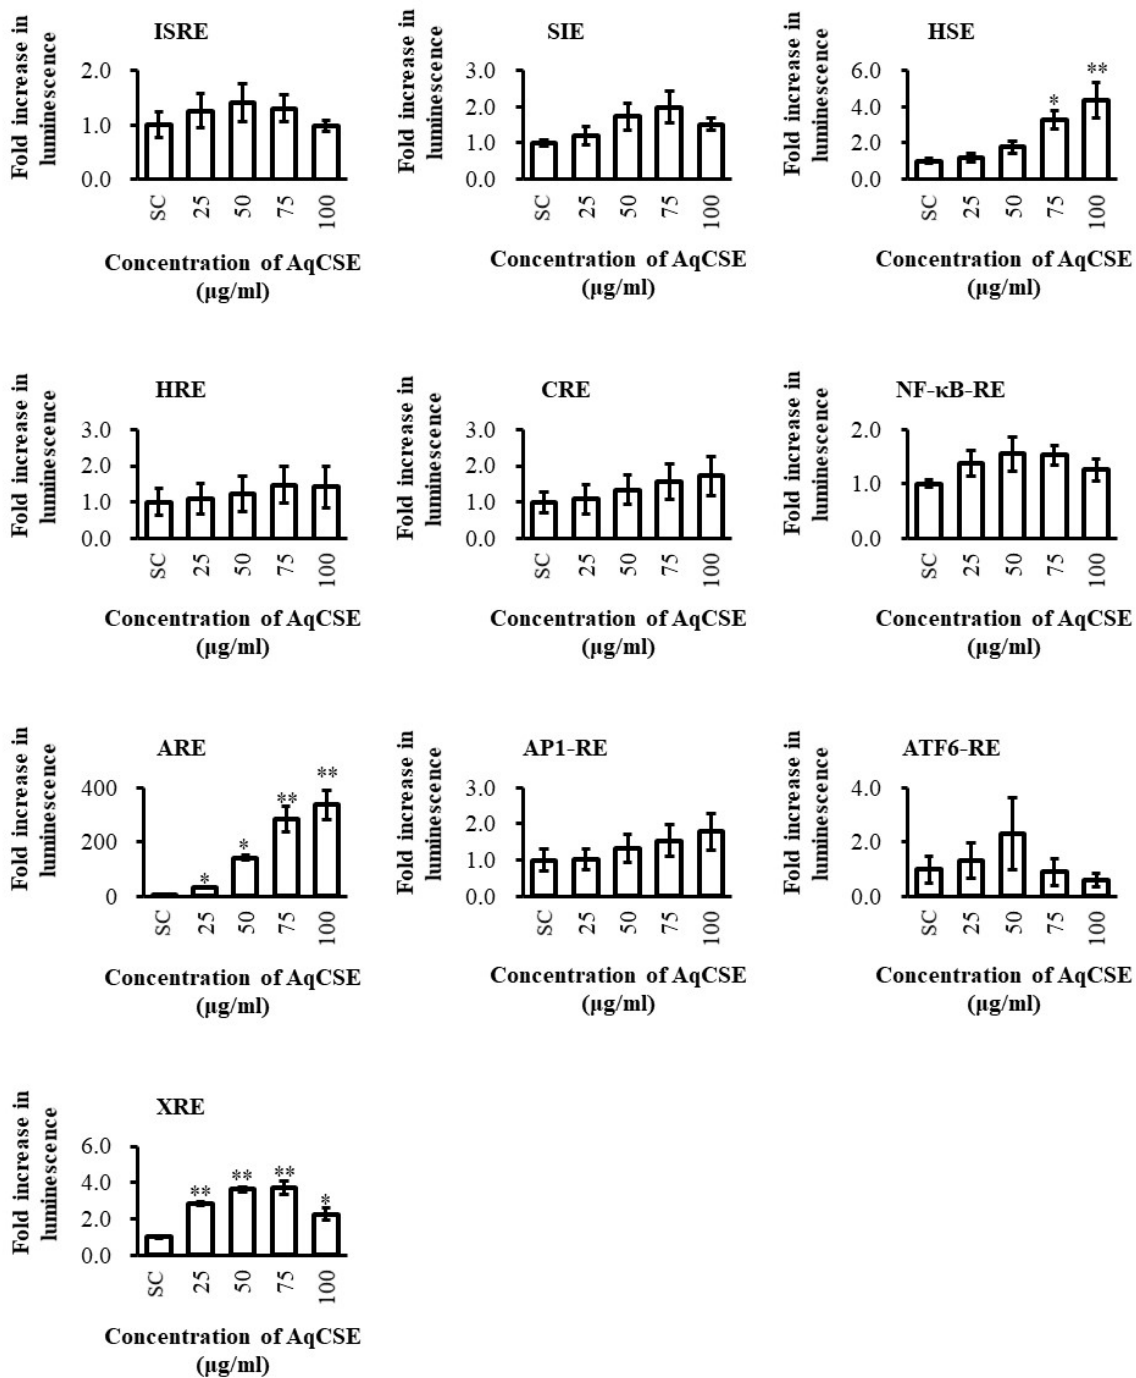 ISRE
Fold increase in
luminescence
2.0
1.0
0.0
SC 25 50 75 100
Concentration of AqCSE
(μg/ml)
SIE
Fold increase in
luminescence
3.0
2.0
1.0
0.0
SC 25 50 75 100
Concentration of AqCSE
(μg/ml)
HSE
Fold increase in
luminescence
6.0
4.0
2.0
0.0
* **
SC 25 50 75 100
Concentration of AqCSE
(μg/ml)
HRE
Fold increase in
luminescence
3.0
2.0
1.0
0.0
SC 25 50 75 100
Concentration of AqCSE
(μg/ml)
CRE
Fold increase in
luminescence
3.0
2.0
1.0
0.0
SC 25 50 75 100
Concentration of AqCSE
(μg/ml)
NF-κB-RE
Fold increase in
luminescence
2.0
1.0
0.0
SC 25 50 75 100
Concentration of AqCSE
(μg/ml)
ARE
Fold increase in
luminescence
400
200
0
* * ** **
SC 25 50 75 100
Concentration of AqCSE
(μg/ml)
AP1-RE
Fold increase in
luminescence
3.0
2.0
1.0
0.0
SC 25 50 75 100
Concentration of AqCSE
(μg/ml)
ATF6-RE
Fold increase in
luminescence
4.0
2.0
0.0
SC 25 50 75 100
Concentration of AqCSE
(μg/ml)
XRE
Fold increase in
luminescence
6.0
4.0
2.0
0.0
** ** ** *
SC 25 50 75 100
Concentration of AqCSE
(μg/ml)